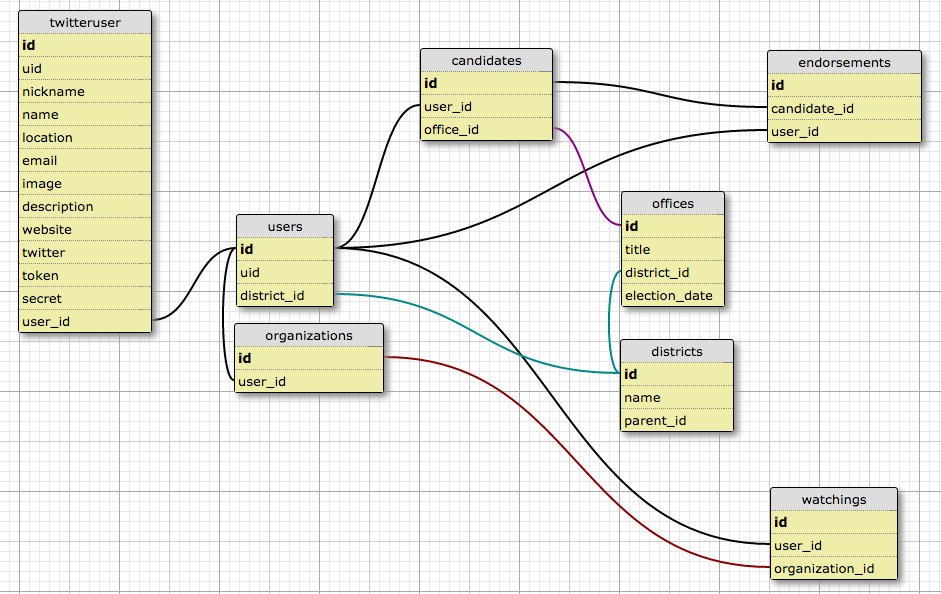 twitteruser
id
uid
nickname
name
location
email
image
description
website
twitter
token
secret
user_id
users
id
uid
district_id
organizations
id
user_id
candidates
id
user_id
office_id
offices
id
title
district_id
election_date
districts
id
name
parent_id
endorsements
id
candidate_id
user_id
watchings
id
user_id
organization_id